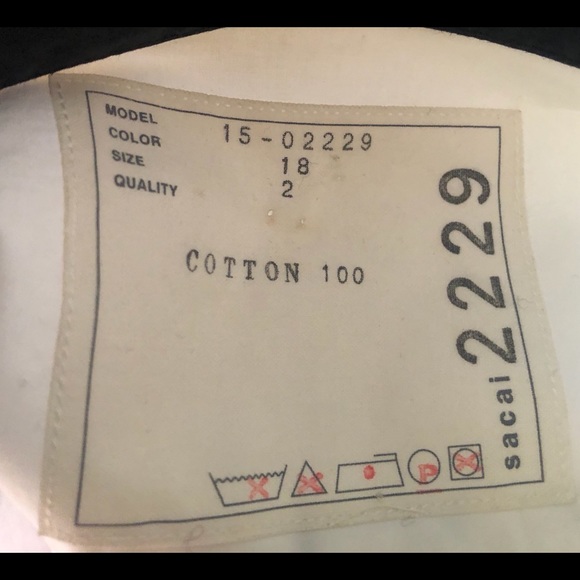 MODEL 15-02229
COLOR 18
SIZE 2
QUALITY
COTTON 100
sacai 2229
P